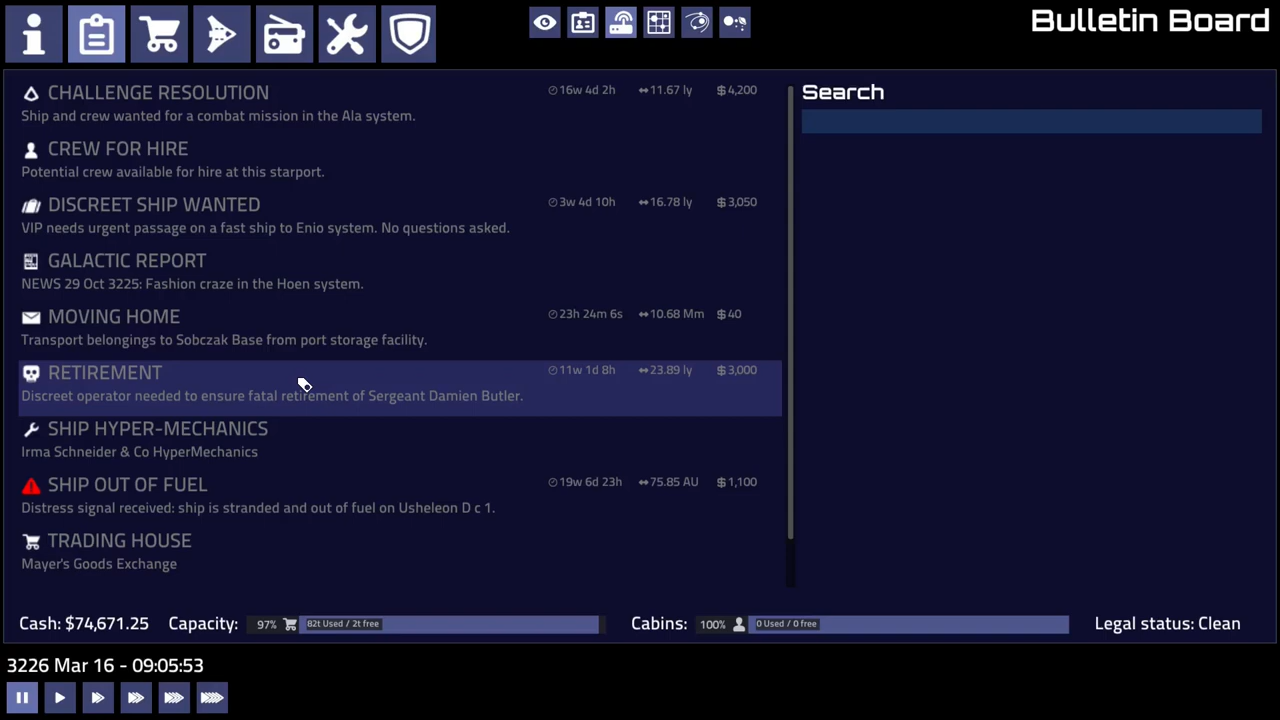 Bulletin Board
CHALLENGE RESOLUTION 16w 4d 2h 11.67 ly $4,200
Ship and crew wanted for a combat mission in the Ala system.
CREW FOR HIRE
Potential crew available for hire at this starport.
DISCREET SHIP WANTED 3w 4d 10h 16.78 ly $3,050
VIP needs urgent passage on a fast ship to Enio system. No questions asked.
GALACTIC REPORT
NEWS 29 Oct 3225: Fashion craze in the Hoen system.
MOVING HOME 23h 24m 6s 10.68 Mm $40
Transport belongings to Sobczak Base from port storage facility.
RETIREMENT 11w 1d 8h 23.89 ly $3,000
Discreet operator needed to ensure fatal retirement of Sergeant Damien Butler.
SHIP HYPER-MECHANICS
Irma Schneider & Co HyperMechanics
SHIP OUT OF FUEL 19w 6d 23h 75.85 AU $1,100
Distress signal received: ship is stranded and out of fuel on Usheleon D c 1.
TRADING HOUSE
Mayer's Goods Exchange
Search
Cash: $74,671.25 Capacity: 97% 82t Used / 2t free Cabins: 100% 0 Used / 0 free Legal status: Clean
3226 Mar 16 - 09:05:53